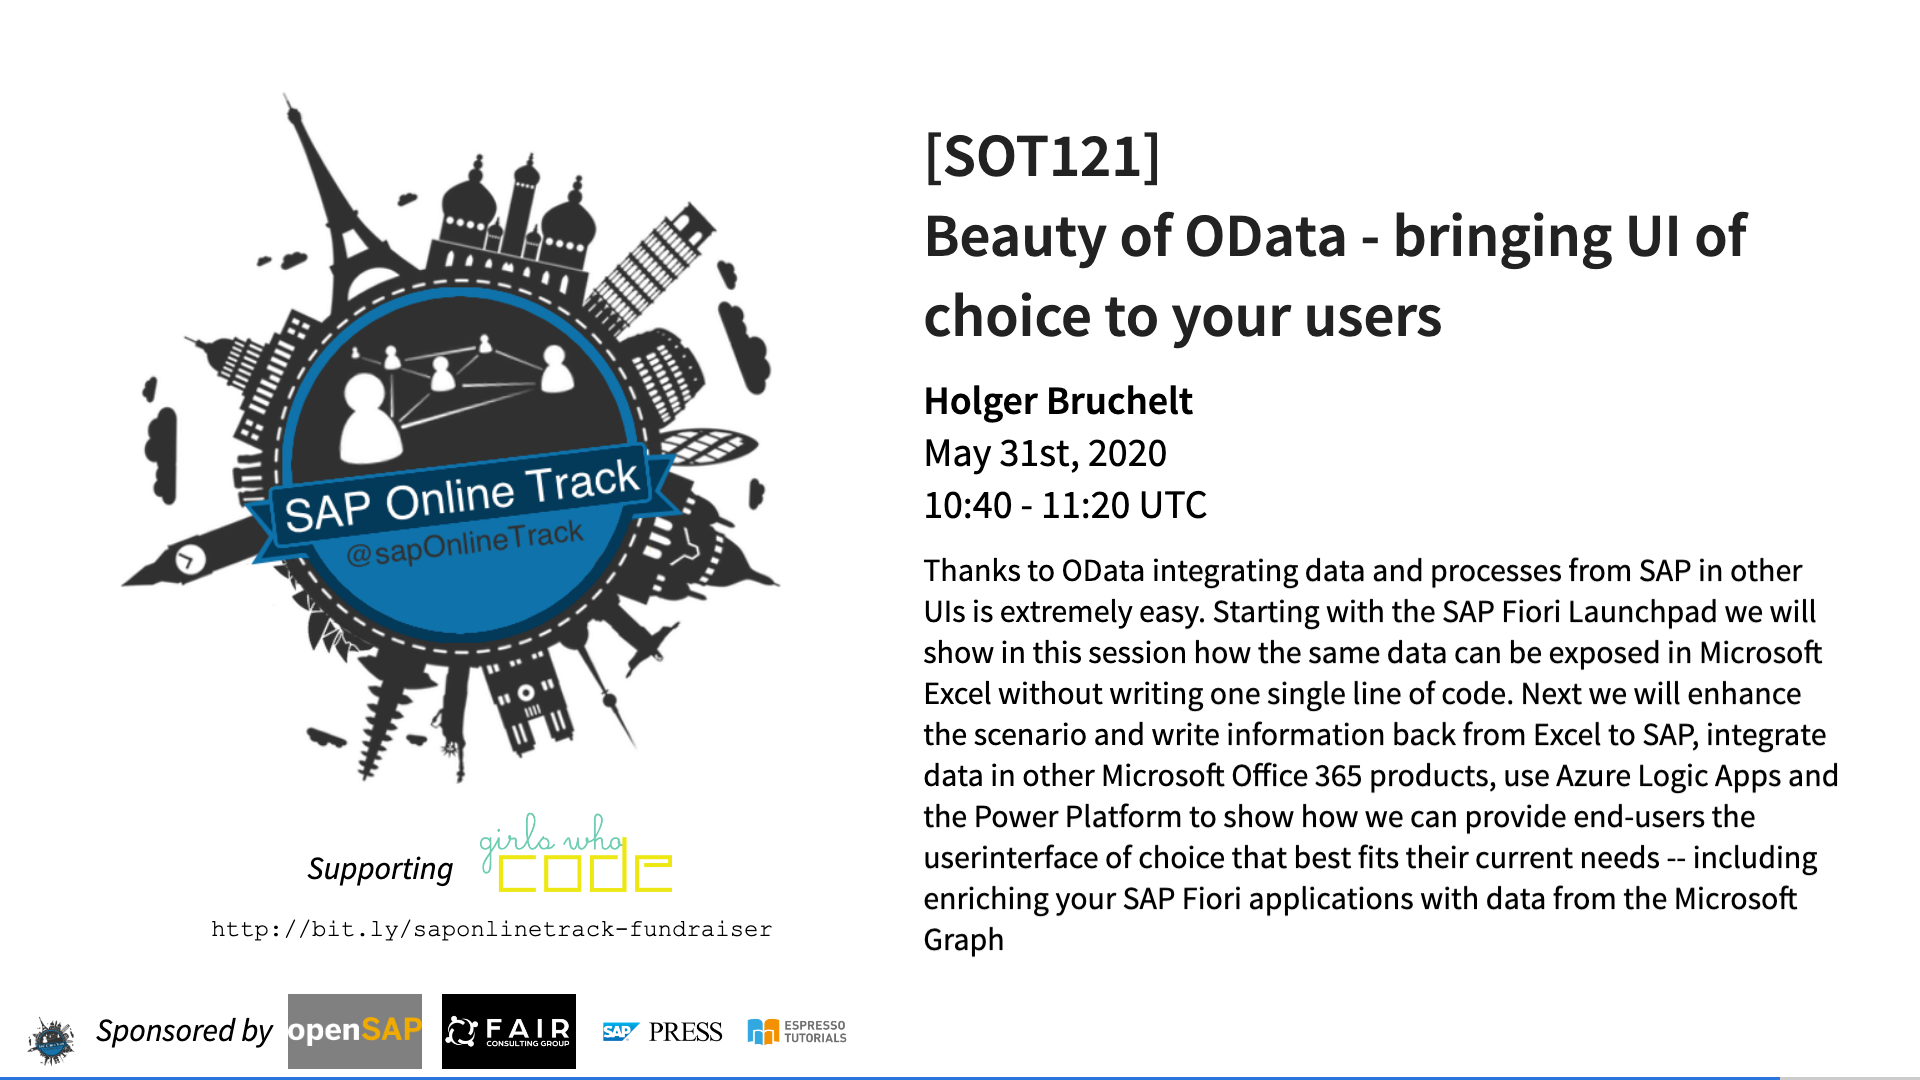 [SOT121]
Beauty of OData - bringing UI of
choice to your users
Holger Bruchelt
May 31st, 2020
10:40 - 11:20 UTC
Thanks to OData integrating data and processes from SAP in other
UIs is extremely easy. Starting with the SAP Fiori Launchpad we will
show in this session how the same data can be exposed in Microsoft
Excel without writing one single line of code. Next we will enhance
the scenario and write information back from Excel to SAP, integrate
data in other Microsoft Office 365 products, use Azure Logic Apps and
the Power Platform to show how we can provide end-users the
userinterface of choice that best fits their current needs -- including
enriching your SAP Fiori applications with data from the Microsoft
Graph
SAP Online Track
@sapOnlineTrack
Supporting
girls who
code
http://bit.ly/saponlinetrack-fundraiser
Sponsored by
openSAP
FAIR
CONSULTING GROUP
SAP PRESS
ESPRESSO
TUTORIALS